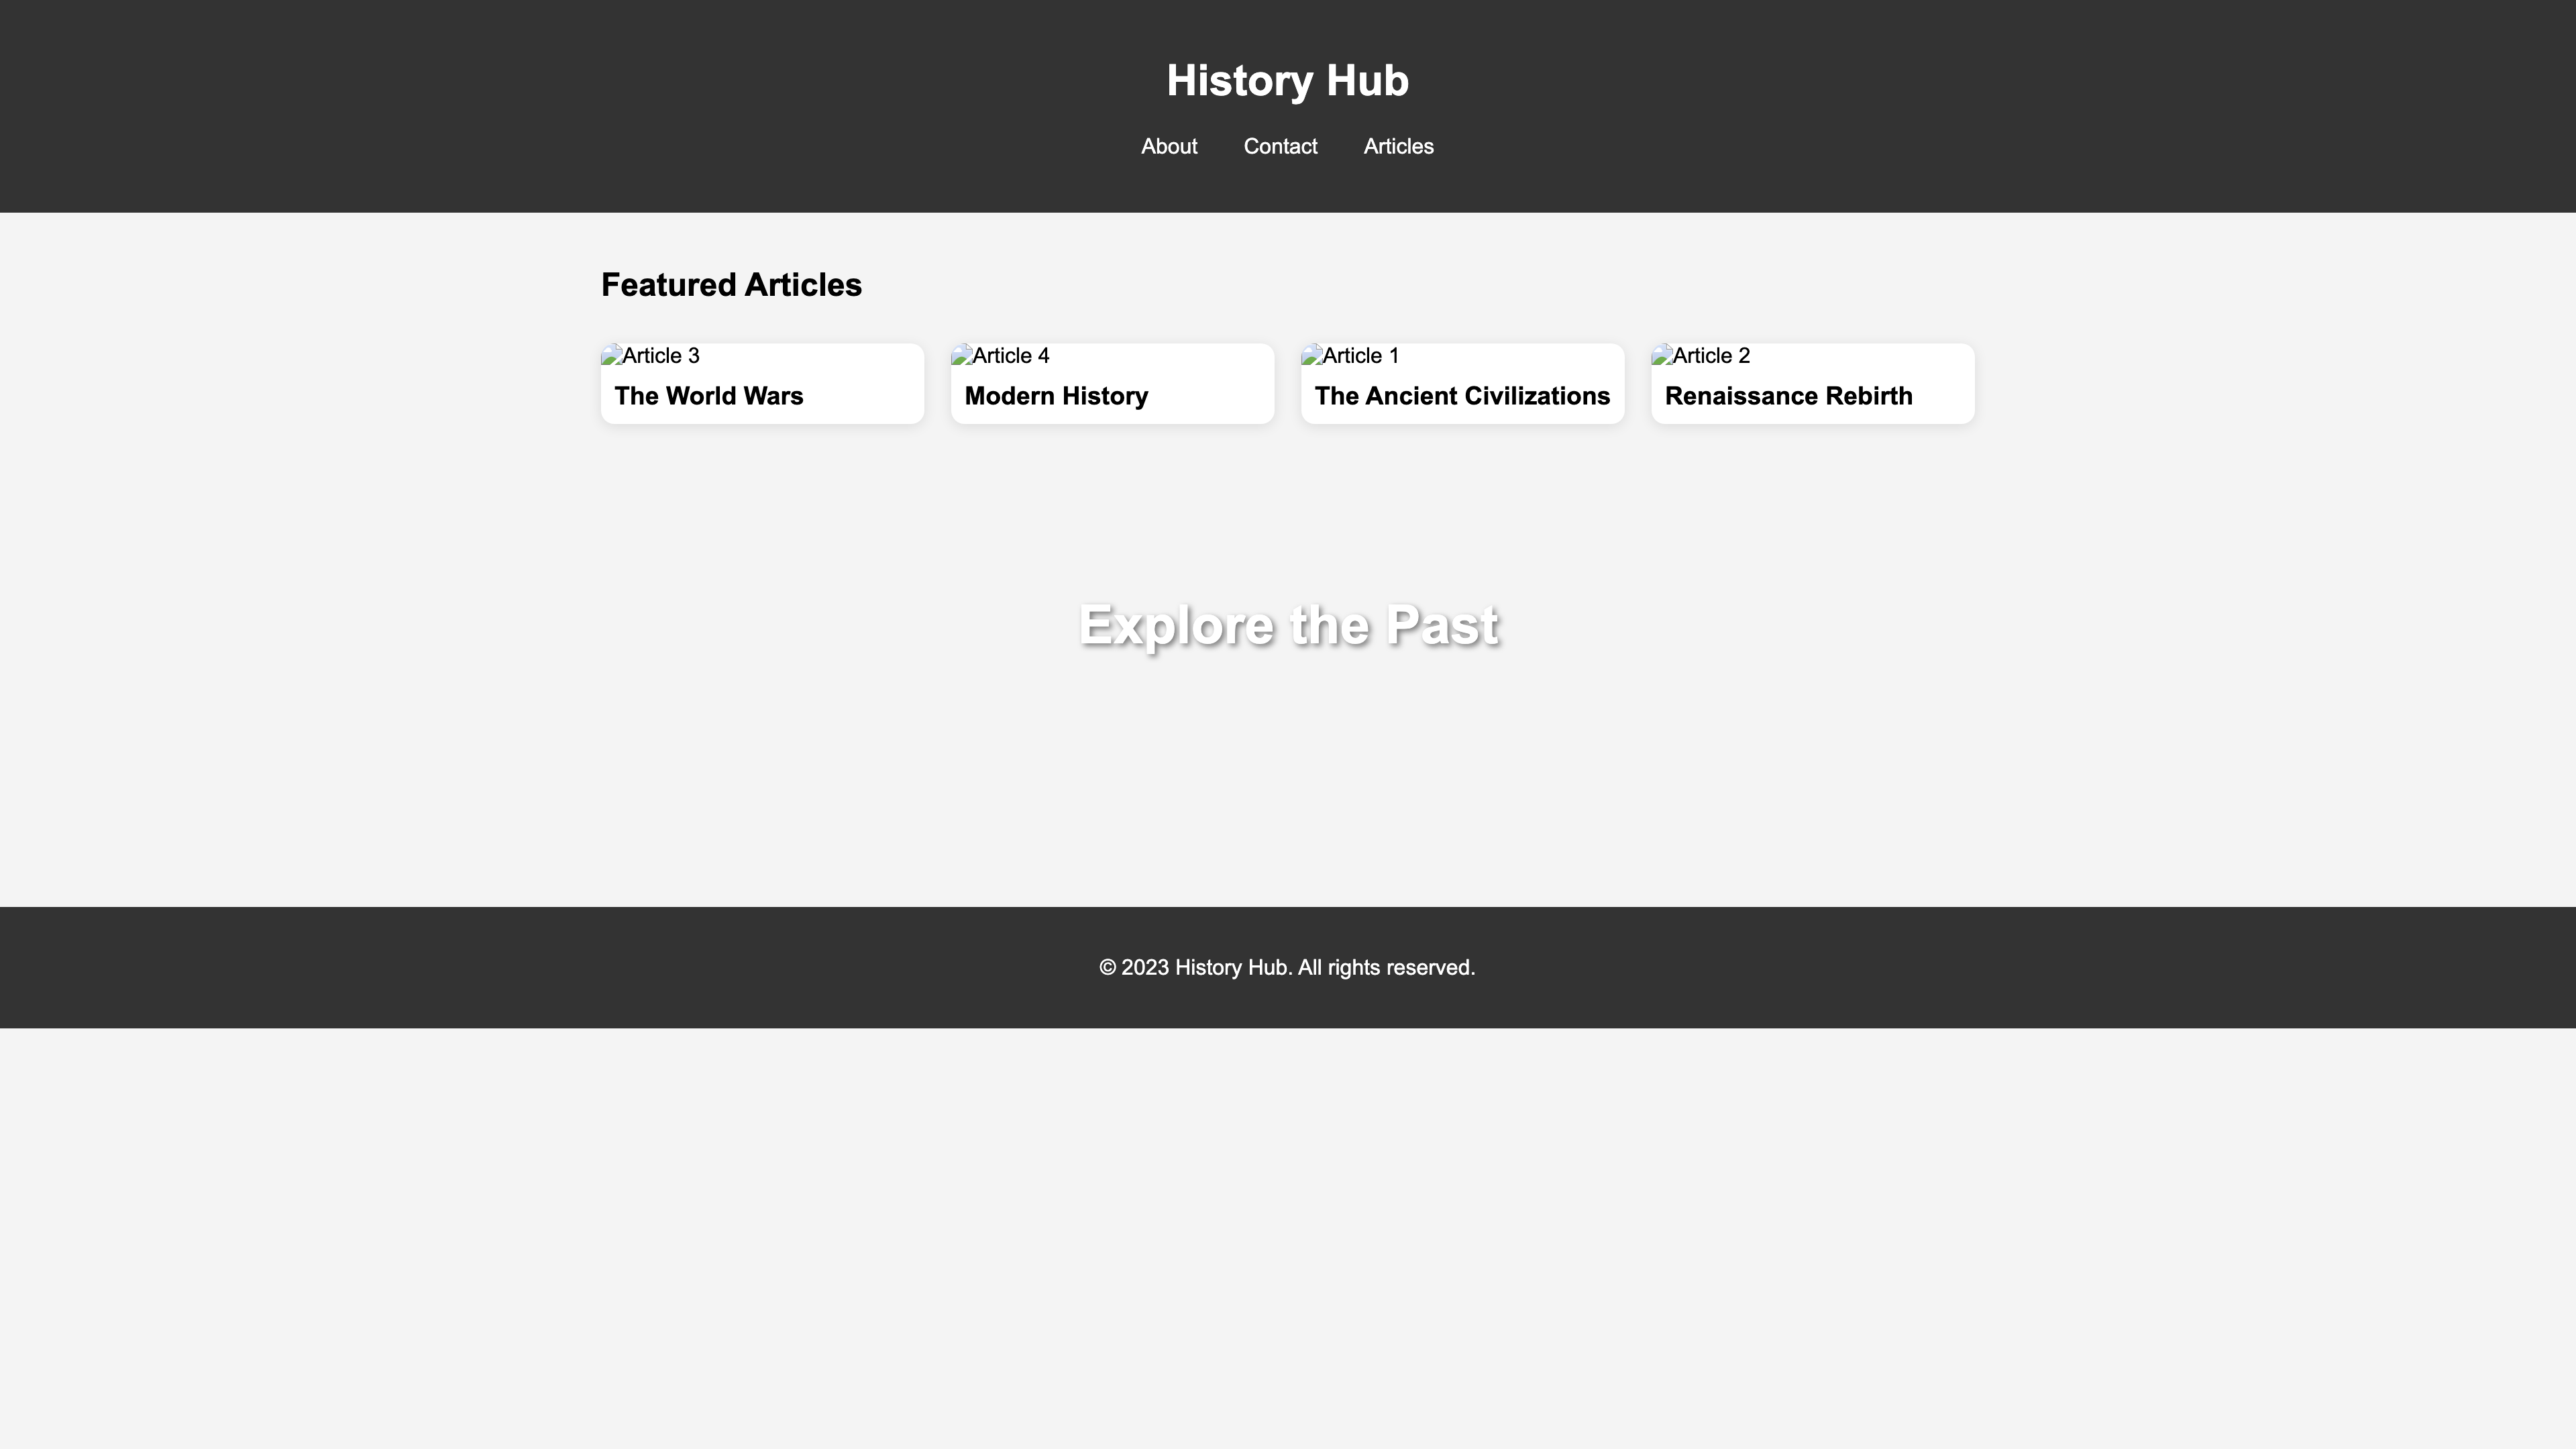 History Hub
About Contact Articles
Featured Articles
Article 3
The World Wars
Article 4
Modern History
Article 1
The Ancient Civilizations
Article 2
Renaissance Rebirth
Explore the Past
© 2023 History Hub. All rights reserved.